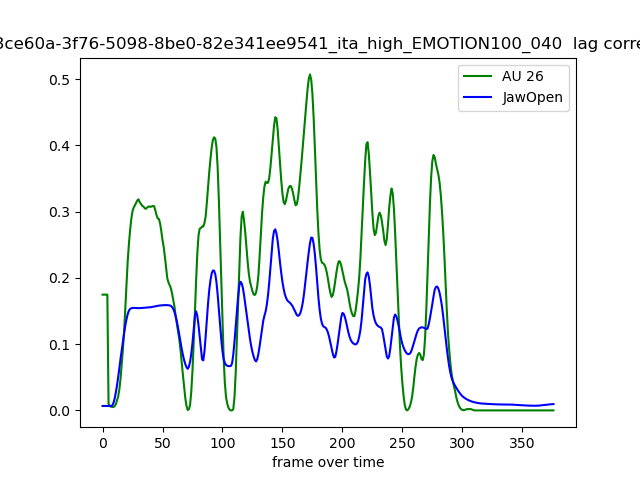 3ce60a-3f76-5098-8be0-82e341ee9541_ita_high_EMOTION100_040 lag corre
AU 26
JawOpen
0.5
0.4
0.3
0.2
0.1
0.0
0 50 100 150 200 250 300 350
frame over time